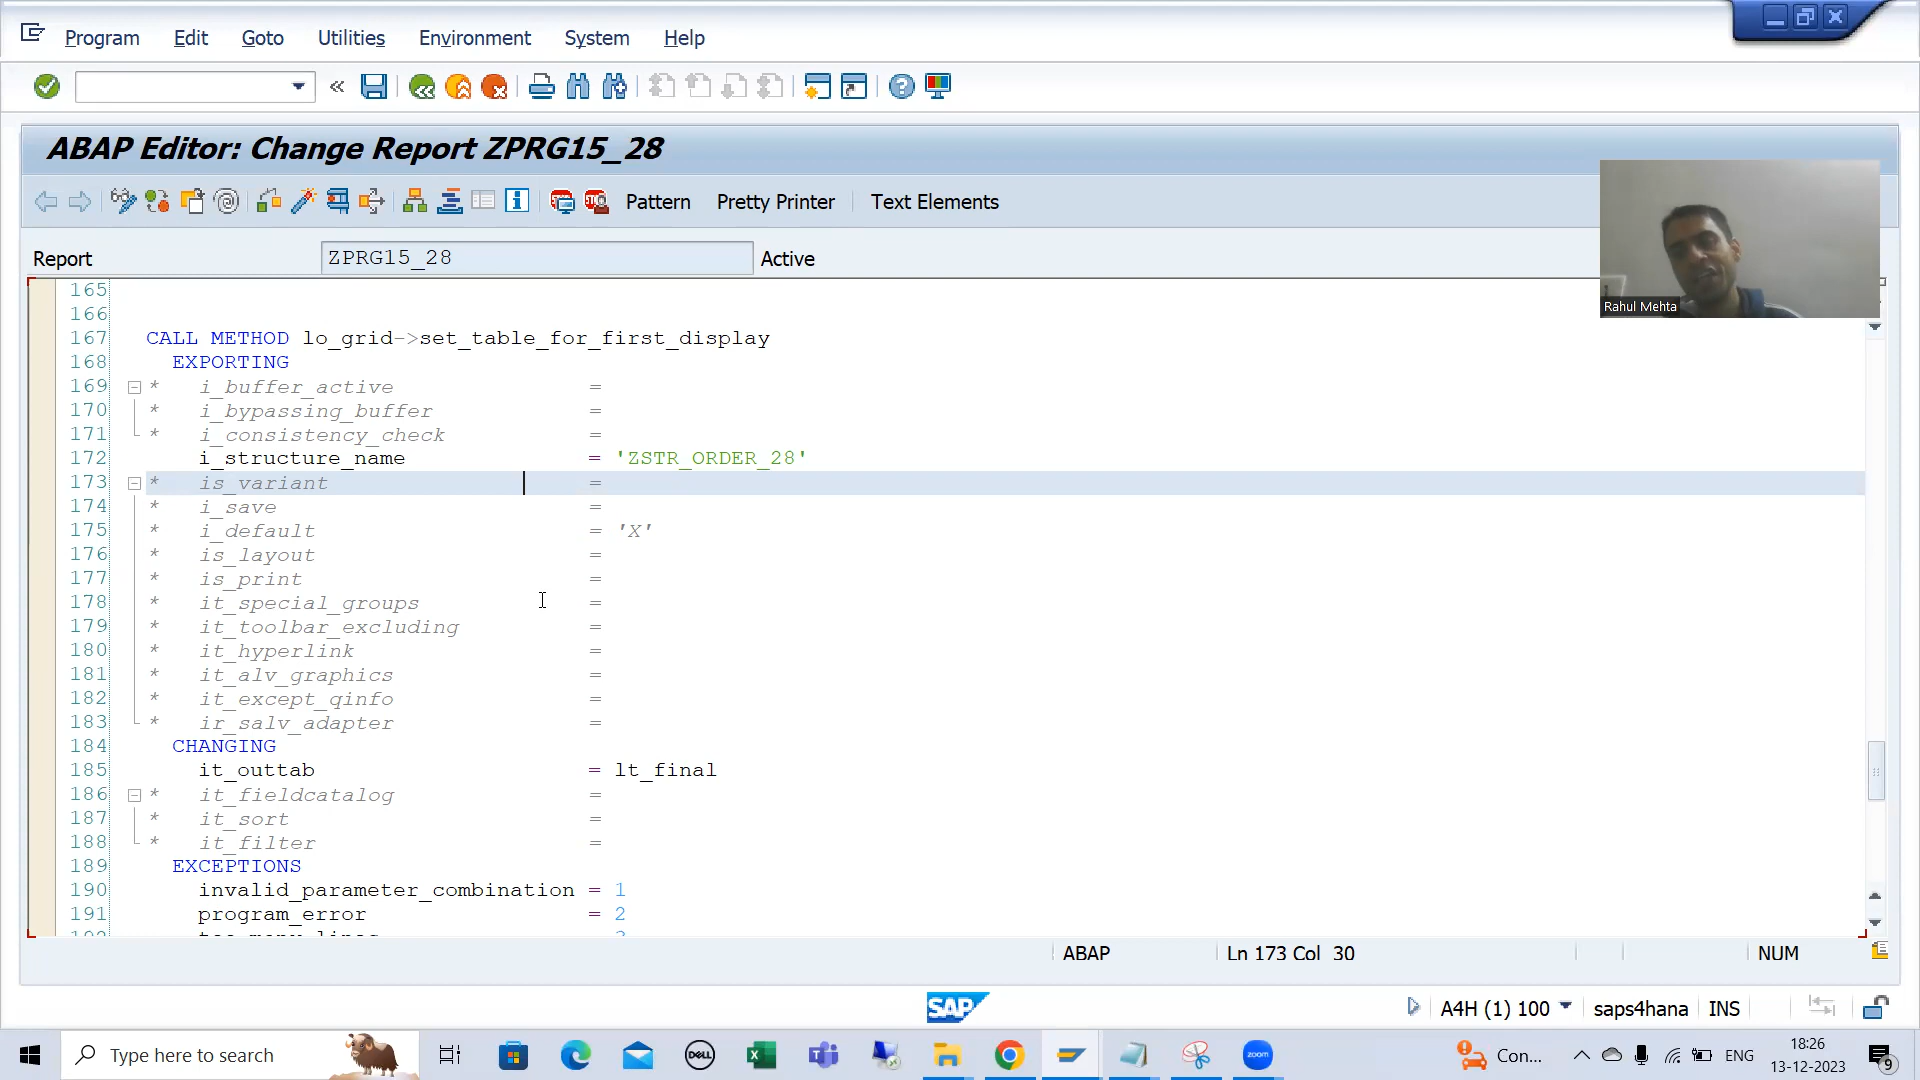 Program Edit Goto Utilities Environment System Help
ABAP Editor: Change Report ZPRG15_28
Pattern Pretty Printer Text Elements
Report ZPRG15_28 Active
Rahul Mehta
165
166
167 CALL METHOD lo_grid->set_table_for_first_display
168 EXPORTING
169 * i_buffer_active =
170 * i_bypassing_buffer =
171 * i_consistency_check =
172 i_structure_name = 'ZSTR_ORDER_28'
173 * is_variant =
174 * i_save =
175 * i_default = 'X'
176 * is_layout =
177 * is_print =
178 * it_special_groups =
179 * it_toolbar_excluding =
180 * it_hyperlink =
181 * it_alv_graphics =
182 * it_except_qinfo =
183 * ir_salv_adapter =
184 CHANGING
185 it_outtab = lt_final
186 * it_fieldcatalog =
187 * it_sort =
188 * it_filter =
189 EXCEPTIONS
190 invalid_parameter_combination = 1
191 program_error = 2
ABAP Ln 173 Col 30 NUM
SAP
A4H (1) 100 saps4hana INS
Type here to search
DELL
zoom
Con...
ENG
18:26
13-12-2023
9